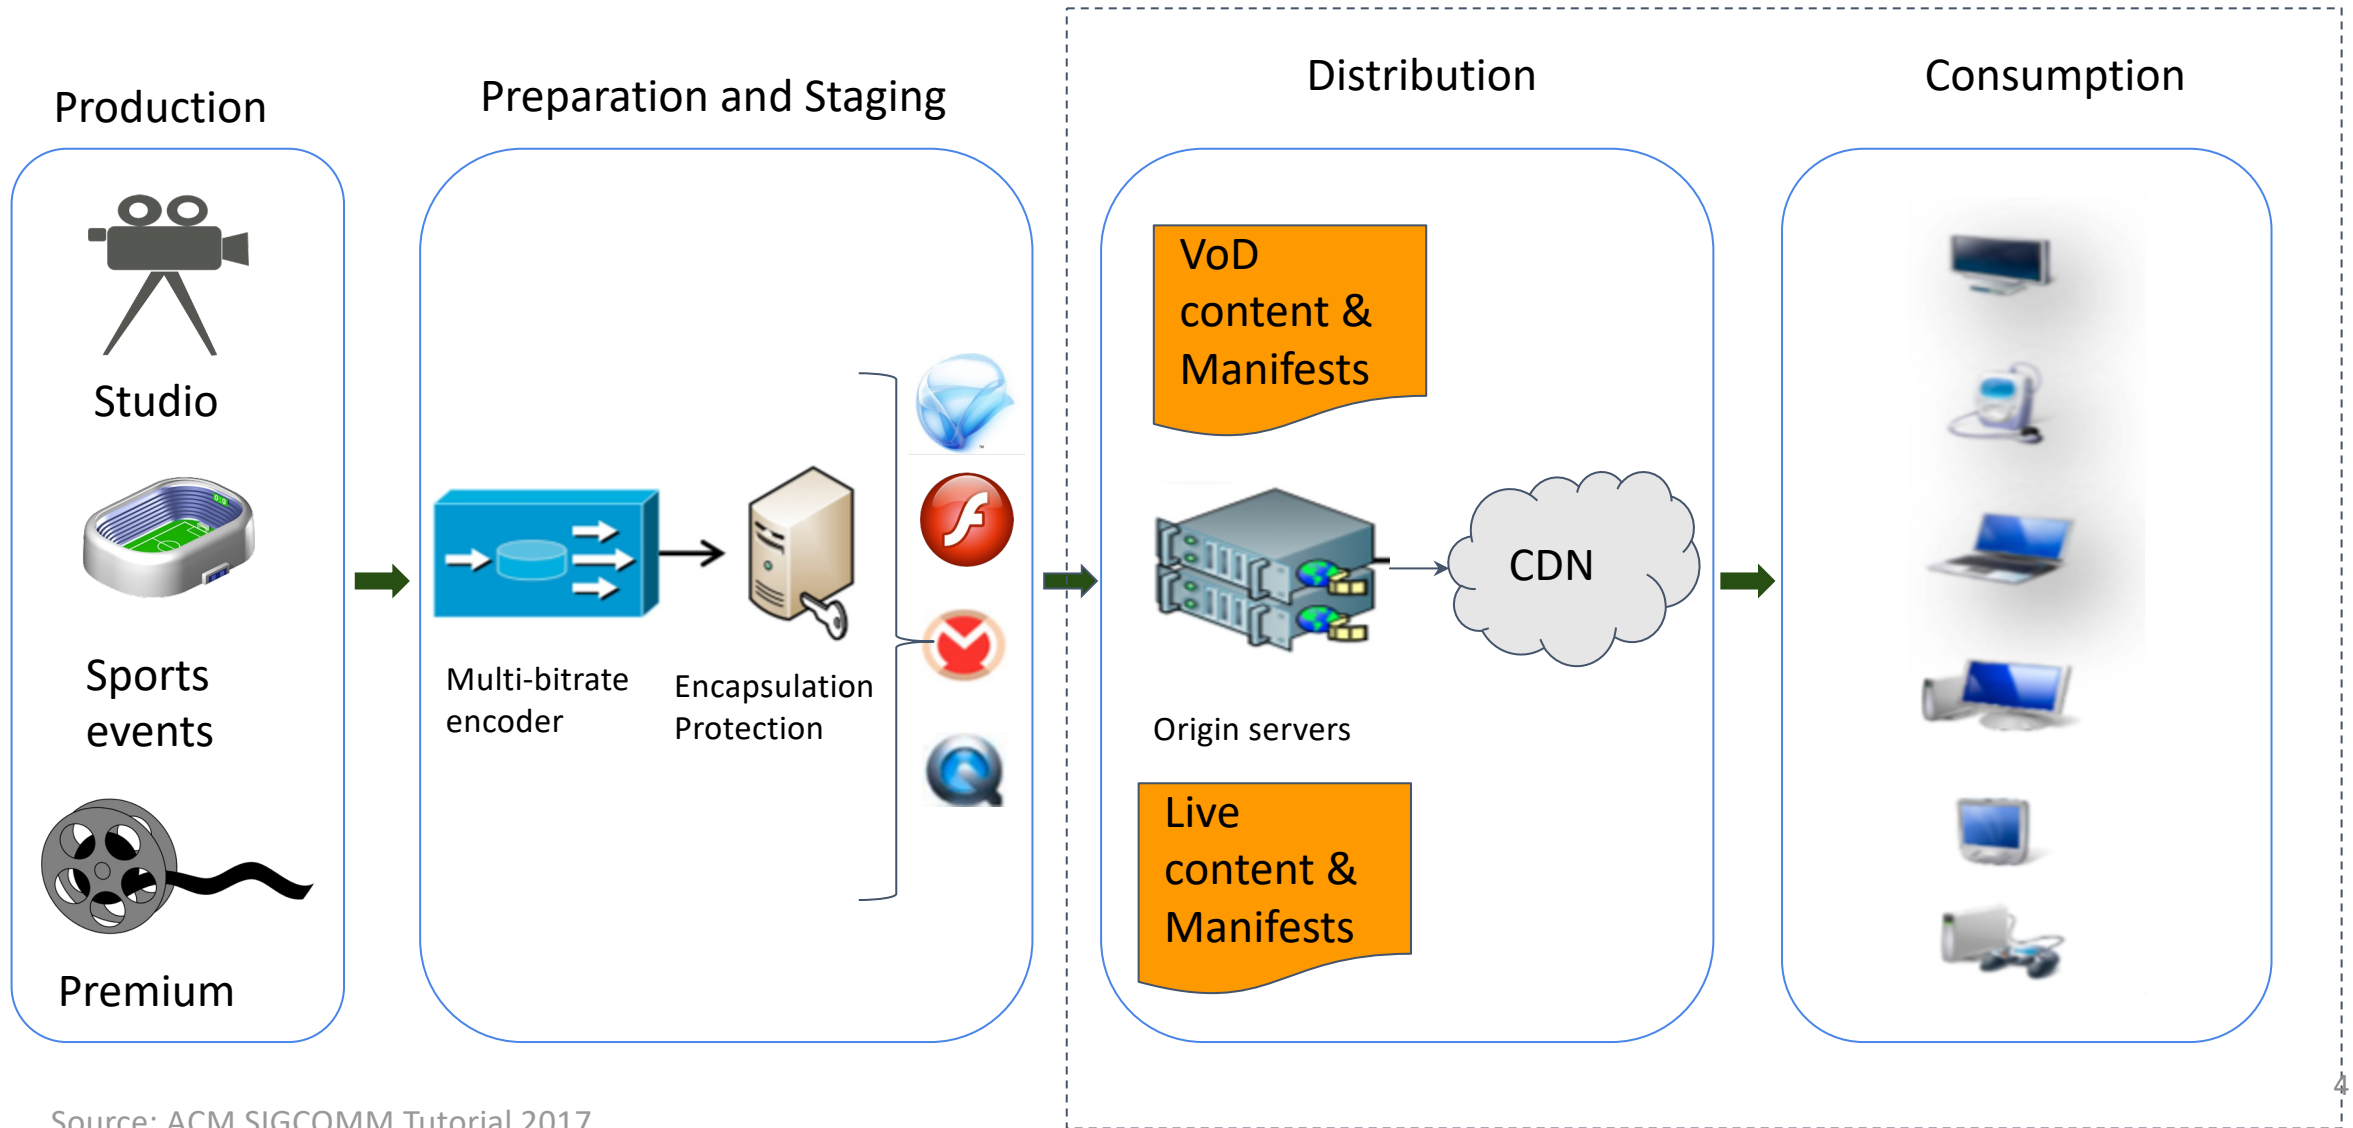 Production
Preparation and Staging
Distribution
Consumption
Studio
Sports
events
Premium
Multi-bitrate
encoder
Encapsulation
Protection
VoD
content &
Manifests
CDN
Origin servers
Live
content &
Manifests
4
Source: ACM SIGCOMM Tutorial 2017